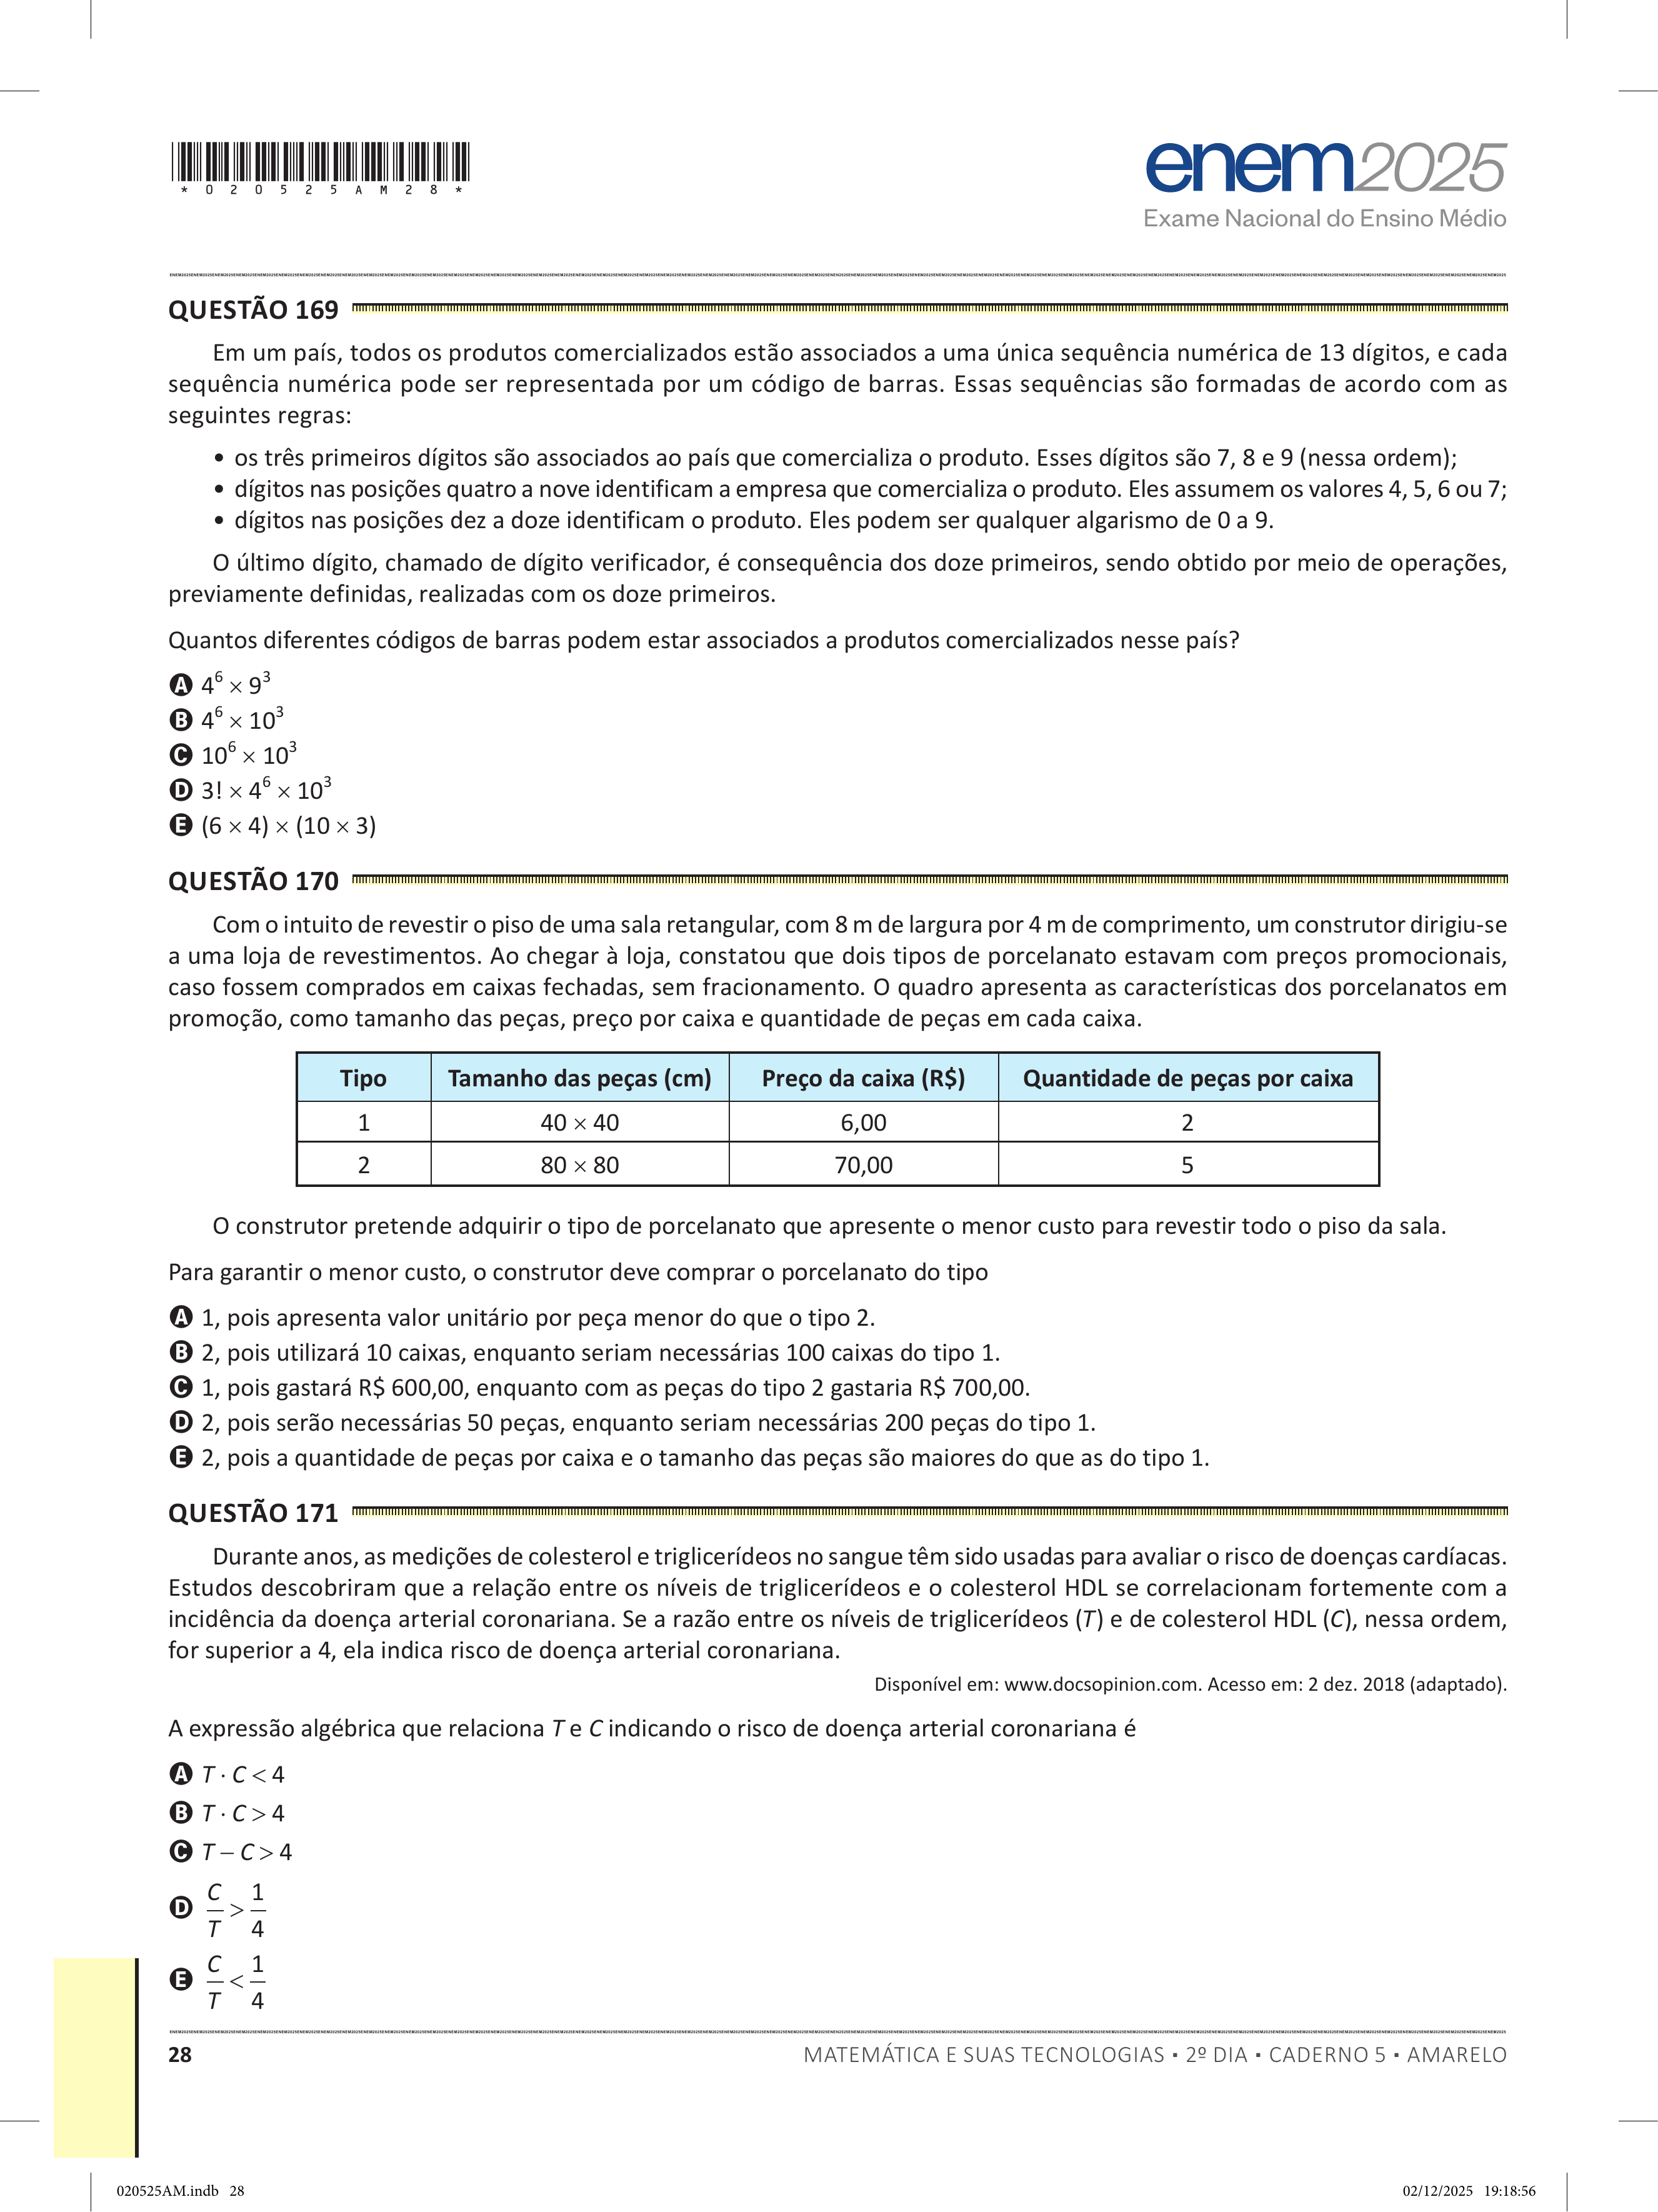 *020525AM28*
enem2025
Exame Nacional do Ensino Médio
QUESTÃO 169
Em um país, todos os produtos comercializados estão associados a uma única sequência numérica de 13 dígitos, e cada
sequência numérica pode ser representada por um código de barras. Essas sequências são formadas de acordo com as
seguintes regras:
• os três primeiros dígitos são associados ao país que comercializa o produto. Esses dígitos são 7, 8 e 9 (nessa ordem);
• dígitos nas posições quatro a nove identificam a empresa que comercializa o produto. Eles assumem os valores 4, 5, 6 ou 7;
• dígitos nas posições dez a doze identificam o produto. Eles podem ser qualquer algarismo de 0 a 9.
O último dígito, chamado de dígito verificador, é consequência dos doze primeiros, sendo obtido por meio de operações,
previamente definidas, realizadas com os doze primeiros.
Quantos diferentes códigos de barras podem estar associados a produtos comercializados nesse país?
A 4⁶ × 9³
B 4⁶ × 10³
C 10⁶ × 10³
D 3! × 4⁶ × 10³
E (6 × 4) × (10 × 3)
QUESTÃO 170
Com o intuito de revestir o piso de uma sala retangular, com 8 m de largura por 4 m de comprimento, um construtor dirigiu-se
a uma loja de revestimentos. Ao chegar à loja, constatou que dois tipos de porcelanato estavam com preços promocionais,
caso fossem comprados em caixas fechadas, sem fracionamento. O quadro apresenta as características dos porcelanatos em
promoção, como tamanho das peças, preço por caixa e quantidade de peças em cada caixa.
Tipo Tamanho das peças (cm) Preço da caixa (R$) Quantidade de peças por caixa
1 40 × 40 6,00 2
2 80 × 80 70,00 5
O construtor pretende adquirir o tipo de porcelanato que apresente o menor custo para revestir todo o piso da sala.
Para garantir o menor custo, o construtor deve comprar o porcelanato do tipo
A 1, pois apresenta valor unitário por peça menor do que o tipo 2.
B 2, pois utilizará 10 caixas, enquanto seriam necessárias 100 caixas do tipo 1.
C 1, pois gastará R$ 600,00, enquanto com as peças do tipo 2 gastaria R$ 700,00.
D 2, pois serão necessárias 50 peças, enquanto seriam necessárias 200 peças do tipo 1.
E 2, pois a quantidade de peças por caixa e o tamanho das peças são maiores do que as do tipo 1.
QUESTÃO 171
Durante anos, as medições de colesterol e triglicerídeos no sangue têm sido usadas para avaliar o risco de doenças cardíacas.
Estudos descobriram que a relação entre os níveis de triglicerídeos e o colesterol HDL se correlacionam fortemente com a
incidência da doença arterial coronariana. Se a razão entre os níveis de triglicerídeos (T) e de colesterol HDL (C), nessa ordem,
for superior a 4, ela indica risco de doença arterial coronariana.
Disponível em: www.docsopinion.com. Acesso em: 2 dez. 2018 (adaptado).
A expressão algébrica que relaciona T e C indicando o risco de doença arterial coronariana é
A T · C < 4
B T · C > 4
C T − C > 4
D C/T > 1/4
E C/T < 1/4
28
MATEMÁTICA E SUAS TECNOLOGIAS ▪ 2º DIA ▪ CADERNO 5 ▪ AMARELO
020525AM.indb 28
02/12/2025 19:18:56